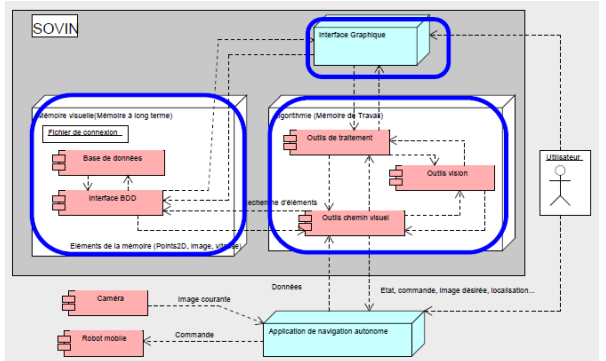 SOVIN
Interface Graphique
Mémoire visuelle(Mémoire à long terme)
Fichier de connexion
Base de données
Interface BDD
Eléments de la mémoire (Points2D, image, vitesse)
Algorithmie (Mémoire de Travail)
Outils de traitement
Outils vision
Outils chemin visuel
Recherche d'éléments
Utilisateur
Données
Etat, commande, image désirée, localisation...
Caméra
Image courante
Robot mobile
Commande
Application de navigation autonome